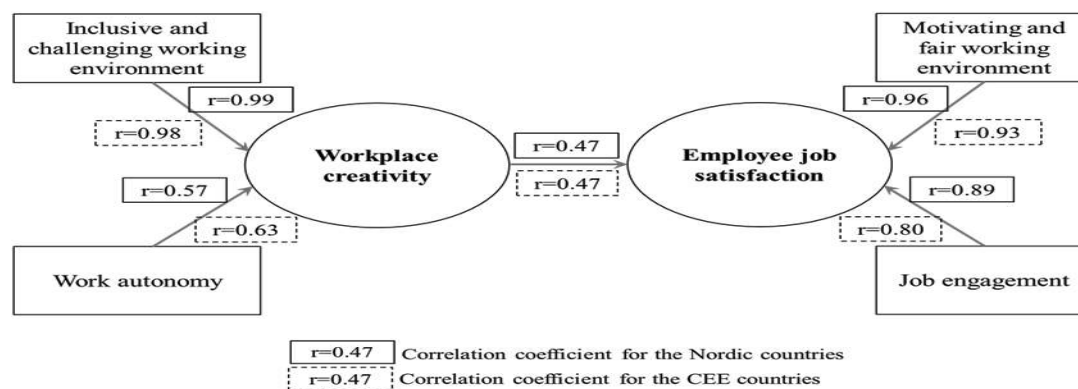 Inclusive and
challenging working
environment
Motivating and
fair working
environment
r=0.99
r=0.96
r=0.98
r=0.93
Workplace
creativity
r=0.47
r=0.47
Employee job
satisfaction
r=0.57
r=0.89
r=0.63
r=0.80
Work autonomy
Job engagement
r=0.47 Correlation coefficient for the Nordic countries
r=0.47 Correlation coefficient for the CEE countries